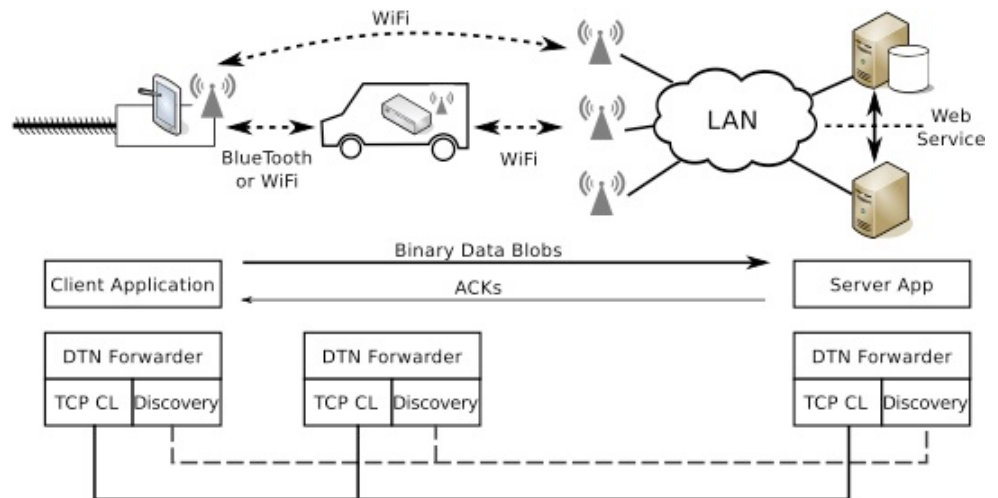 WiFi
LAN
Web
Service
BlueTooth
or WiFi
WiFi
Binary Data Blobs
Client Application
Server App
ACKs
DTN Forwarder
DTN Forwarder
DTN Forwarder
TCP CL
Discovery
TCP CL
Discovery
TCP CL
Discovery